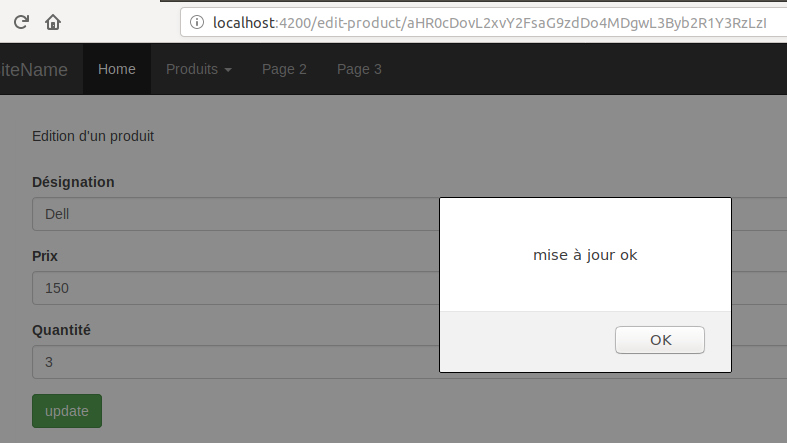 localhost:4200/edit-product/aHR0cDovL2xvY2FsaG9zdDo4MDgwL3Byb2R1Y3RzLzI
iteName Home Produits Page 2 Page 3
Edition d'un produit
Désignation
Dell
Prix
150
Quantité
3
update
mise à jour ok
OK